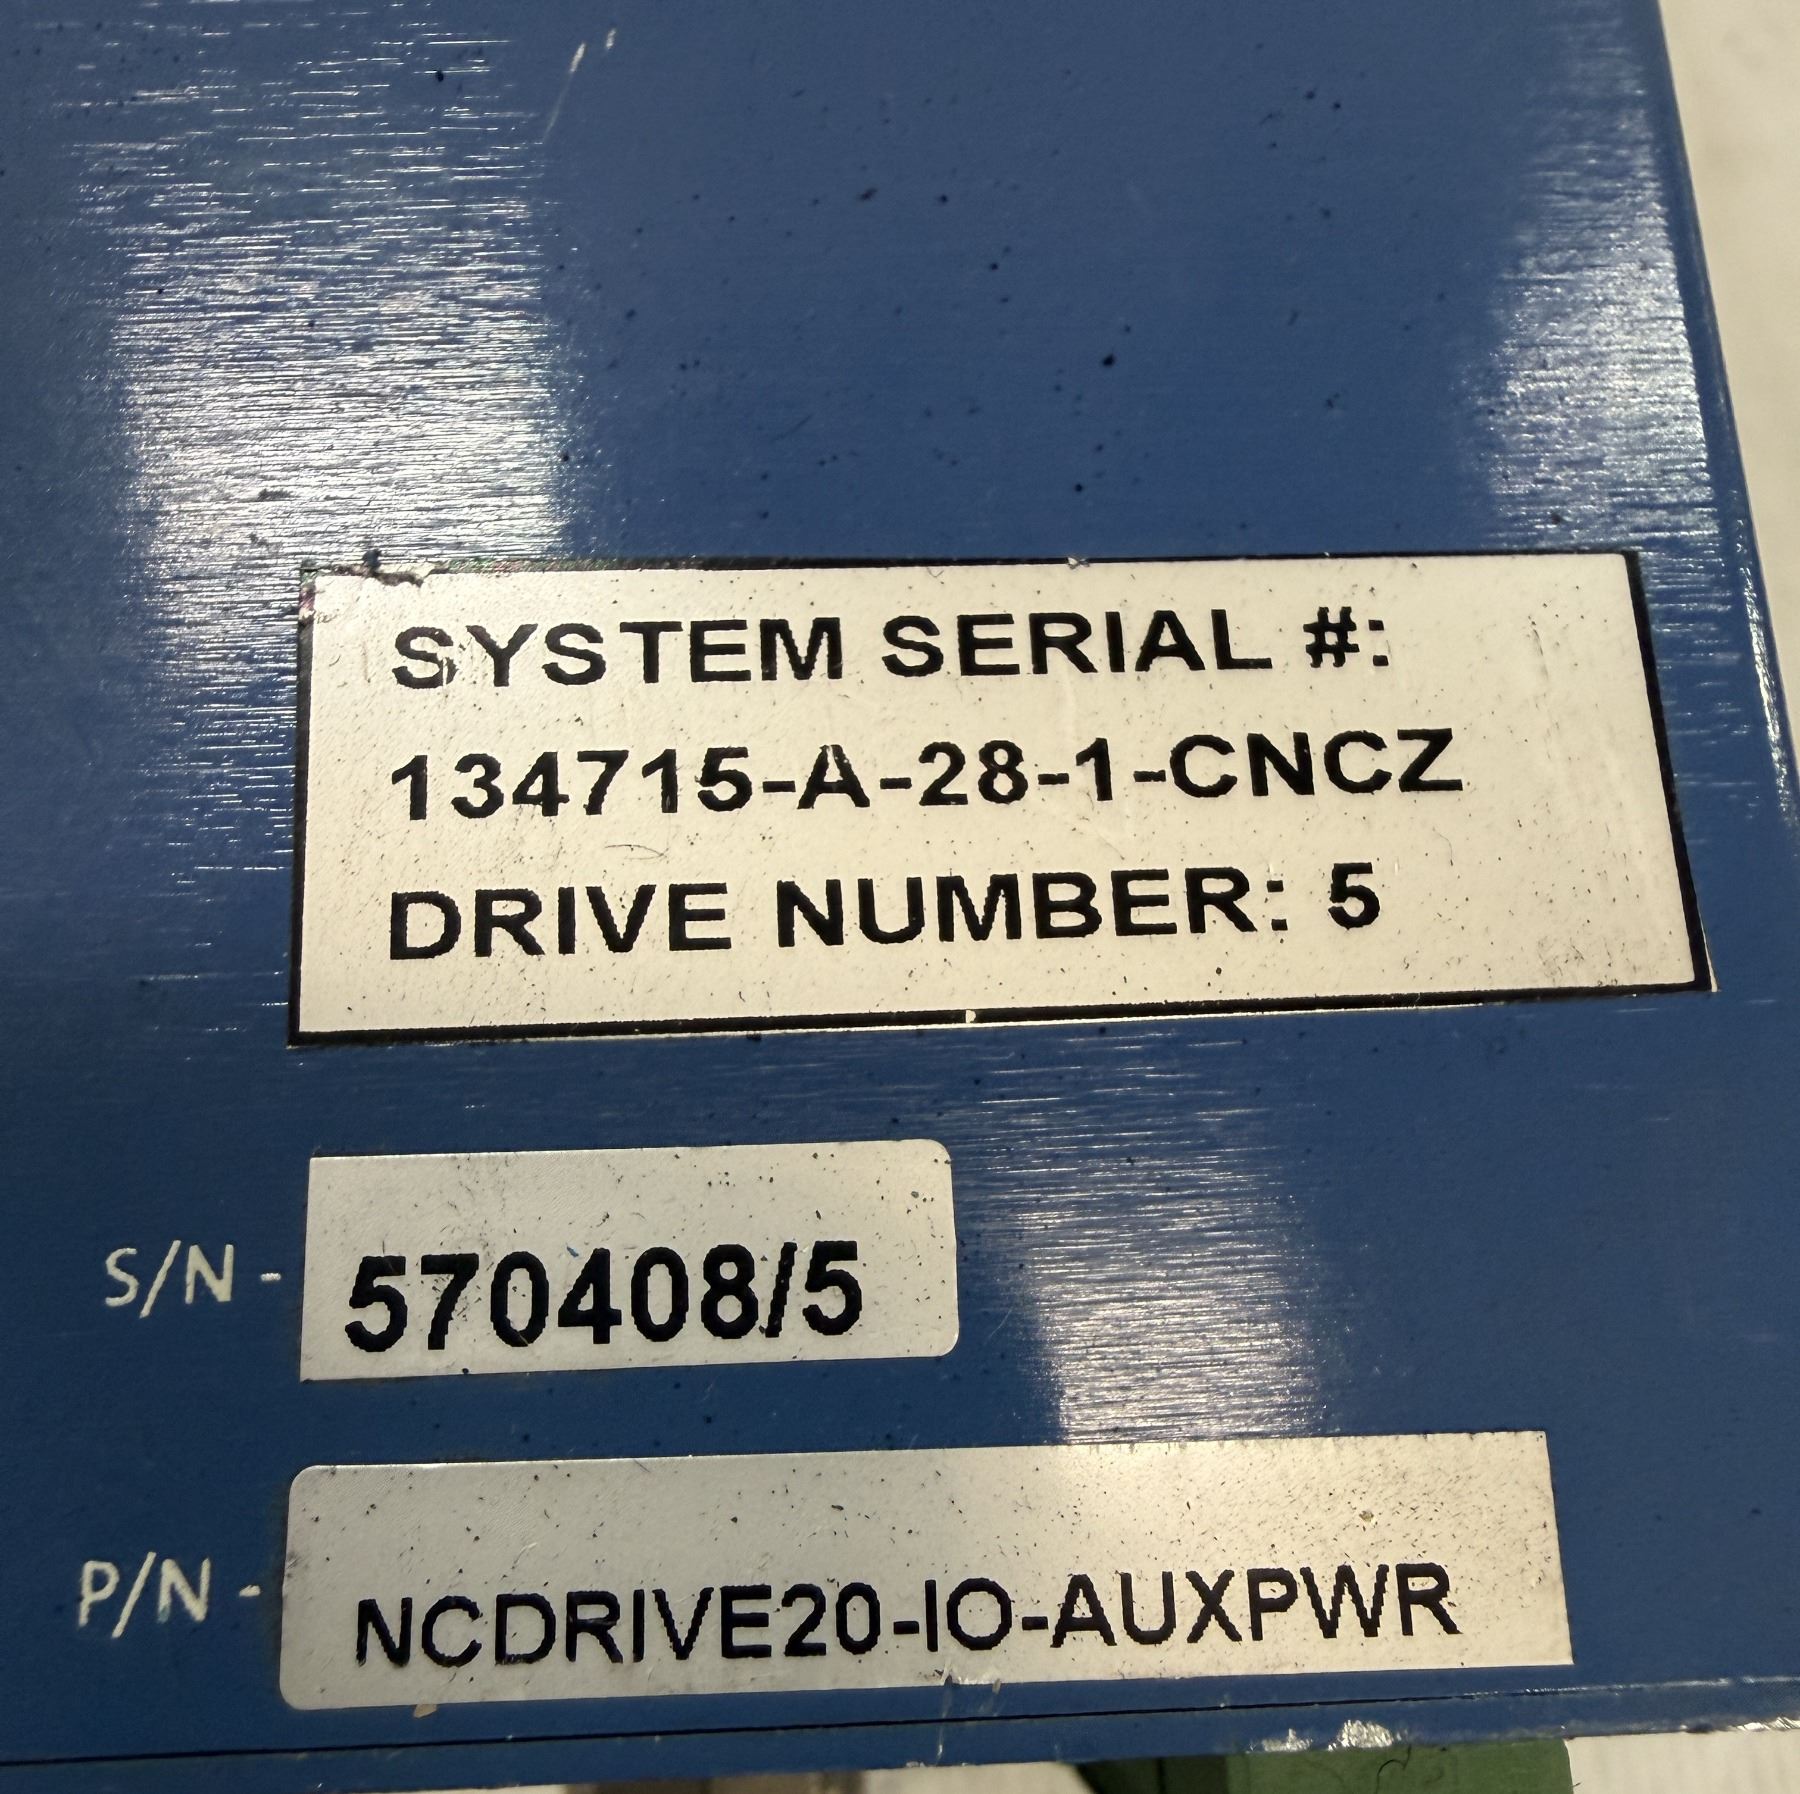 SYSTEM SERIAL #:
134715-A-28-1-CNCZ
DRIVE NUMBER: 5
S/N - 570408/5
P/N - NCDRIVE20-IO-AUXPWR